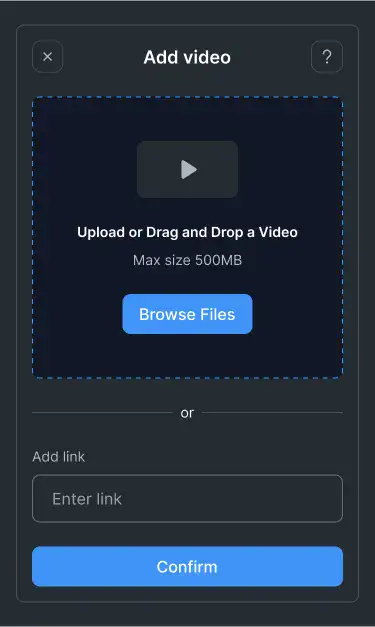 ×
Add video
?
Upload or Drag and Drop a Video
Max size 500MB
Browse Files
or
Add link
Enter link
Confirm